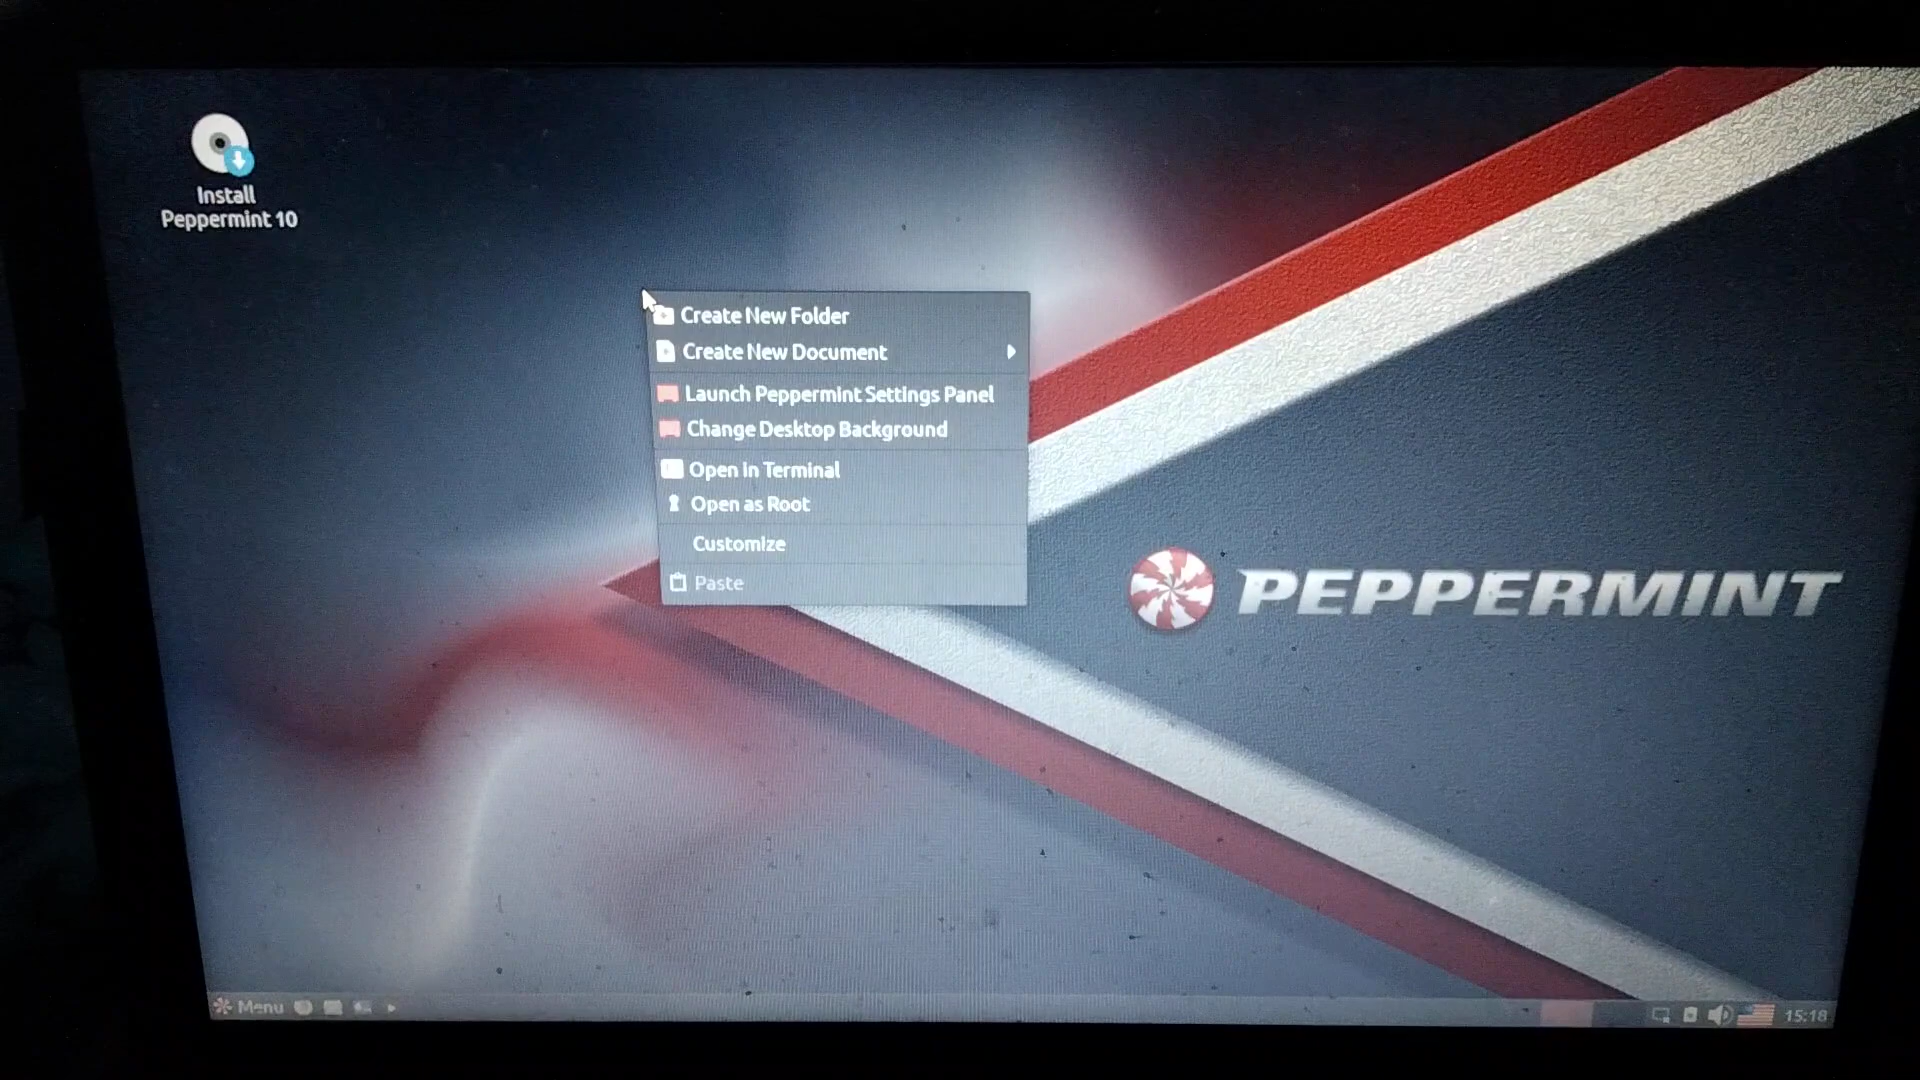 Install
Peppermint 10
Create New Folder
Create New Document
Launch Peppermint Settings Panel
Change Desktop Background
Open in Terminal
Open as Root
Customize
Paste
PEPPERMINT
Menu
15:18